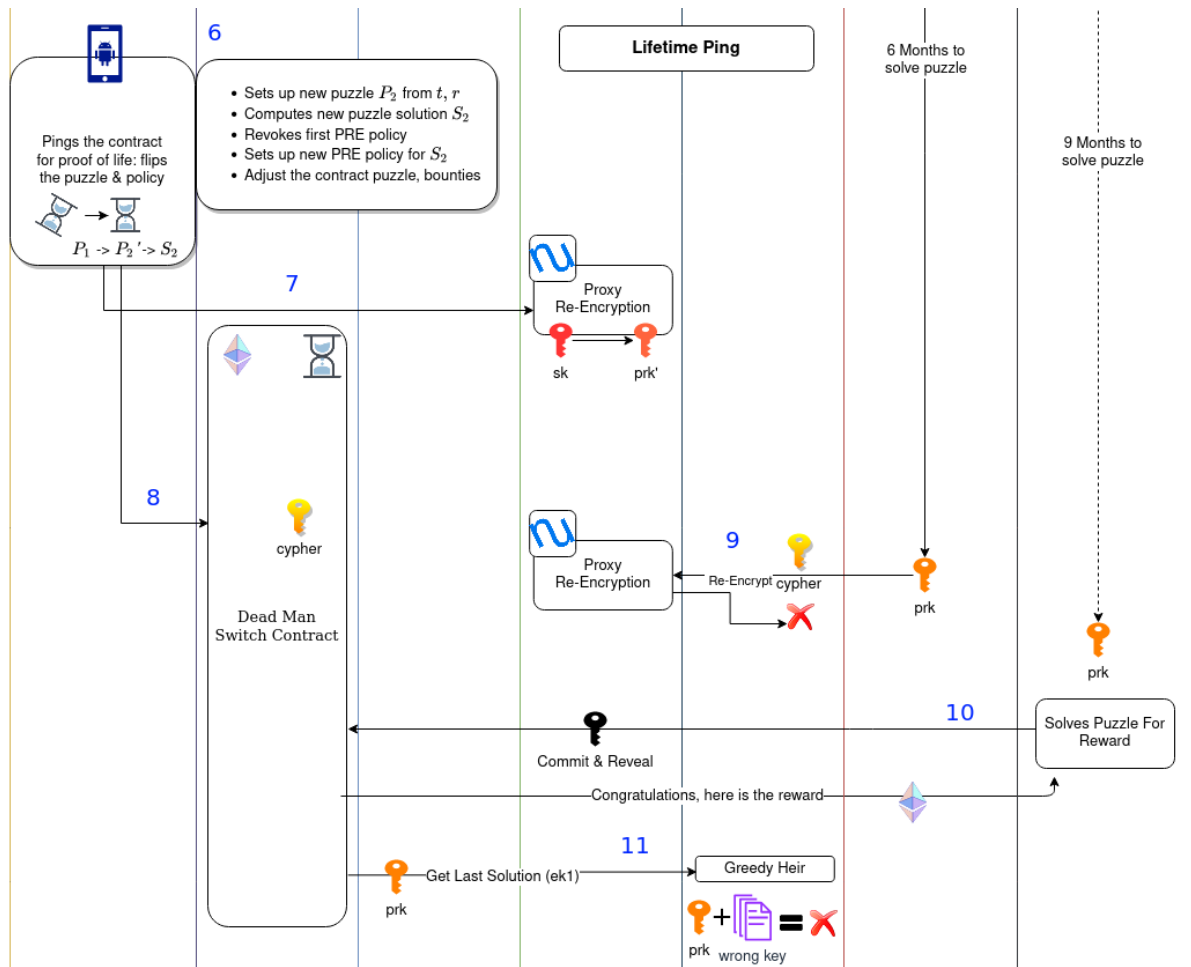 6
Lifetime Ping
6 Months to
solve puzzle
Sets up new puzzle P₂ from t, r
Computes new puzzle solution S₂
Revokes first PRE policy
Sets up new PRE policy for S₂
Adjust the contract puzzle, bounties
Pings the contract
for proof of life: flips
the puzzle & policy
P₁ -> P₂'-> S₂
9 Months to
solve puzzle
7
Proxy
Re-Encryption
sk
prk'
8
cypher
Dead Man
Switch Contract
Proxy
Re-Encryption
9
Re-Encrypt
cypher
prk
prk
10
Solves Puzzle For
Reward
Commit & Reveal
Congratulations, here is the reward
11
Get Last Solution (ek1)
prk
Greedy Heir
+ =
prk
wrong key